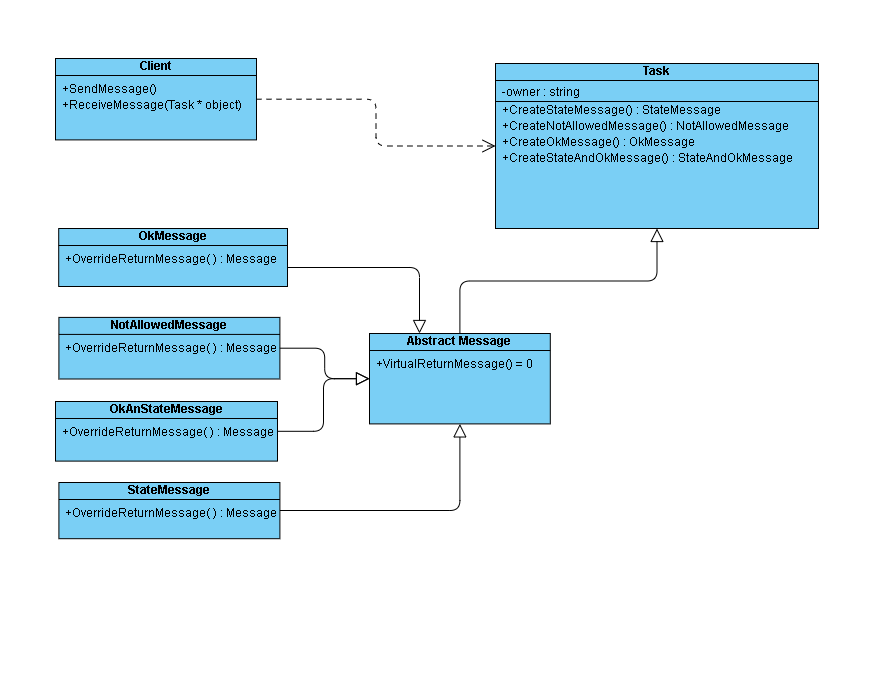 Client
+SendMessage()
+ReceiveMessage(Task * object)
Task
-owner : string
+CreateStateMessage() : StateMessage
+CreateNotAllowedMessage() : NotAllowedMessage
+CreateOkMessage() : OkMessage
+CreateStateAndOkMessage() : StateAndOkMessage
OkMessage
+OverrideReturnMessage() : Message
NotAllowedMessage
+OverrideReturnMessage() : Message
Abstract Message
+VirtualReturnMessage() = 0
OkAnStateMessage
+OverrideReturnMessage() : Message
StateMessage
+OverrideReturnMessage() : Message